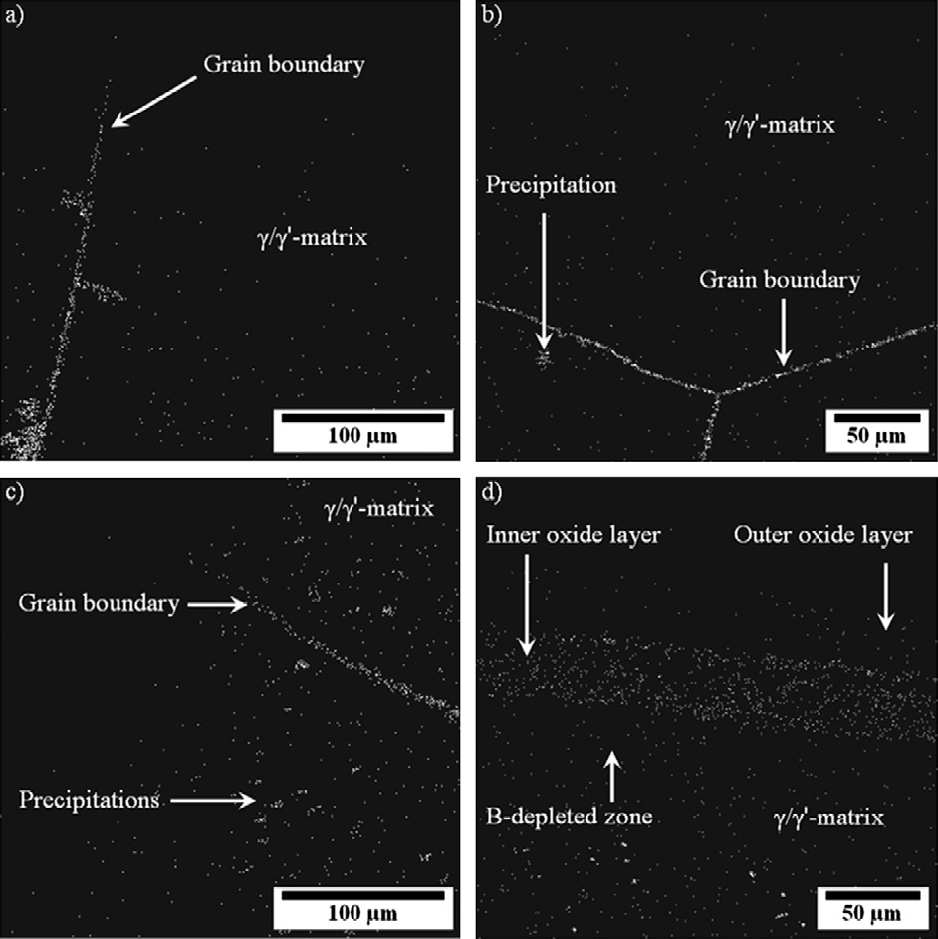 a)
Grain boundary
γ/γ'-matrix
100 µm
b)
γ/γ'-matrix
Precipitation
Grain boundary
50 µm
c)
γ/γ'-matrix
Grain boundary
Precipitations
100 µm
d)
Inner oxide layer
Outer oxide layer
B-depleted zone
γ/γ'-matrix
50 µm